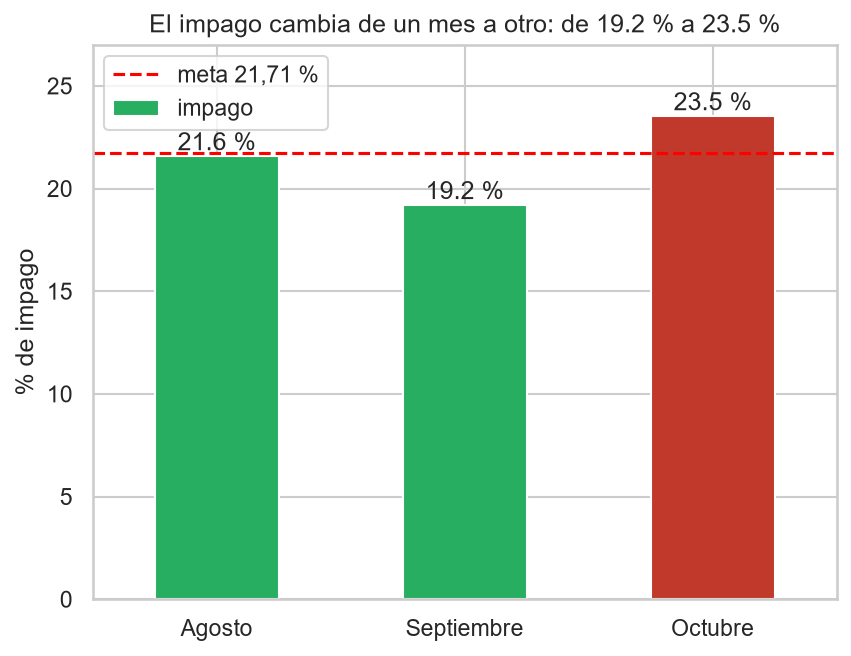 El impago cambia de un mes a otro: de 19.2 % a 23.5 %
meta 21,71 %
impago
21.6 %
19.2 %
23.5 %
% de impago
25
20
15
10
5
0
Agosto
Septiembre
Octubre